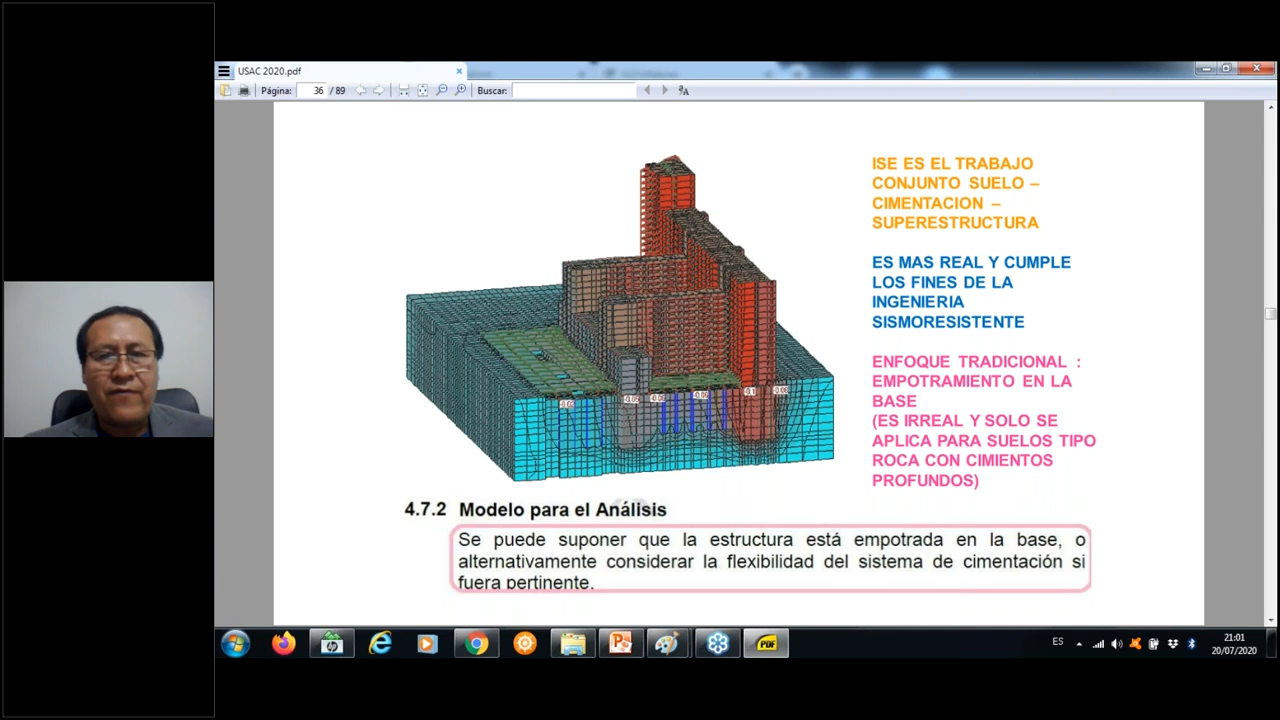 USAC 2020.pdf
Página: 36 / 89 Buscar:
ISE ES EL TRABAJO
CONJUNTO SUELO –
CIMENTACION –
SUPERESTRUCTURA
ES MAS REAL Y CUMPLE
LOS FINES DE LA
INGENIERIA
SISMORESISTENTE
ENFOQUE TRADICIONAL :
EMPOTRAMIENTO EN LA
BASE
(ES IRREAL Y SOLO SE
APLICA PARA SUELOS TIPO
ROCA CON CIMIENTOS
PROFUNDOS)
4.7.2 Modelo para el Análisis
Se puede suponer que la estructura está empotrada en la base, o
alternativamente considerar la flexibilidad del sistema de cimentación si
fuera pertinente.
PDF
ES
21:01
20/07/2020